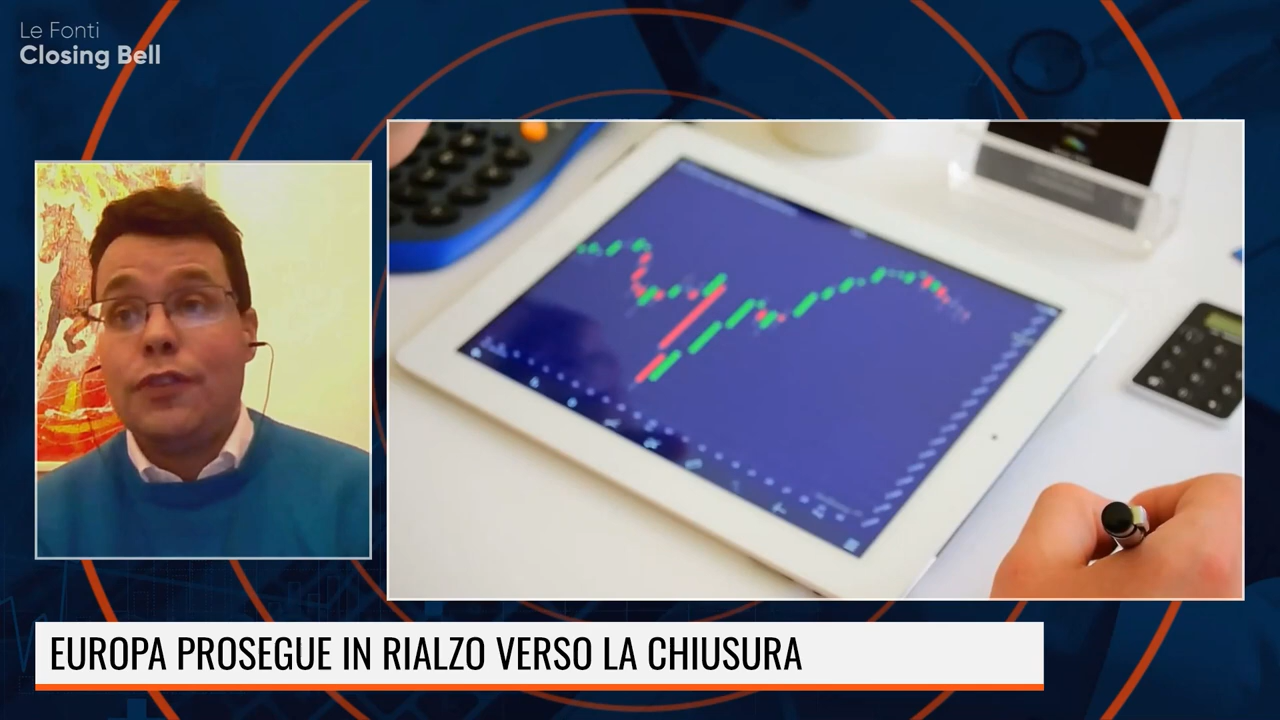 Le Fonti
Closing Bell
EUROPA PROSEGUE IN RIALZO VERSO LA CHIUSURA